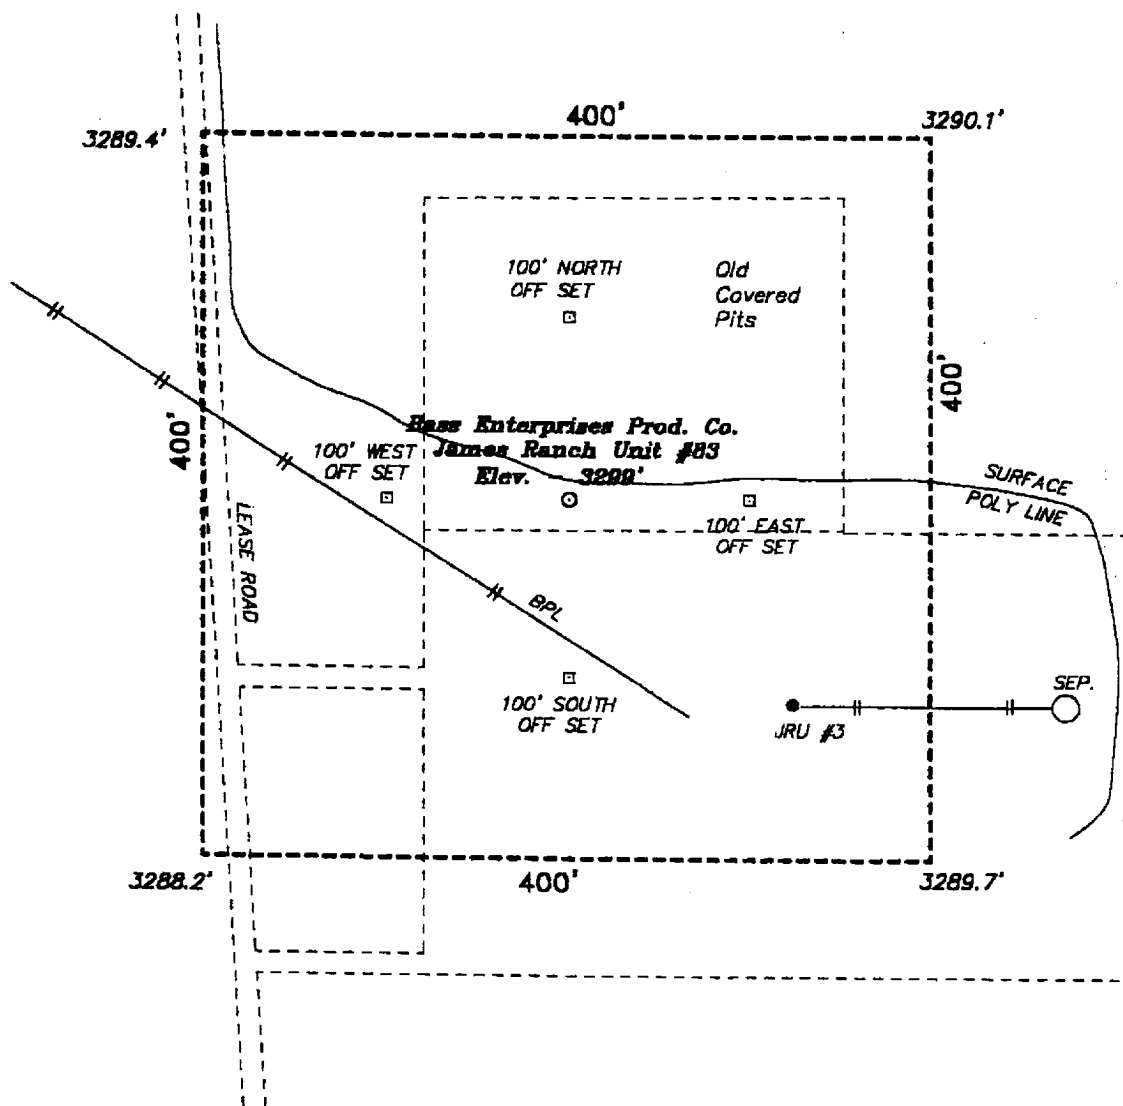 400'
3289.4'
3290.1'
100' NORTH
OFF SET
Old
Covered
Pits
400'
400'
Bass Enterprises Prod. Co.
James Ranch Unit #83
Elev. 3290'
100' WEST
OFF SET
SURFACE
POLY LINE
100' EAST
OFF SET
LEASE ROAD
BPL
100' SOUTH
OFF SET
SEP.
JRU #3
3288.2'
400'
3289.7'